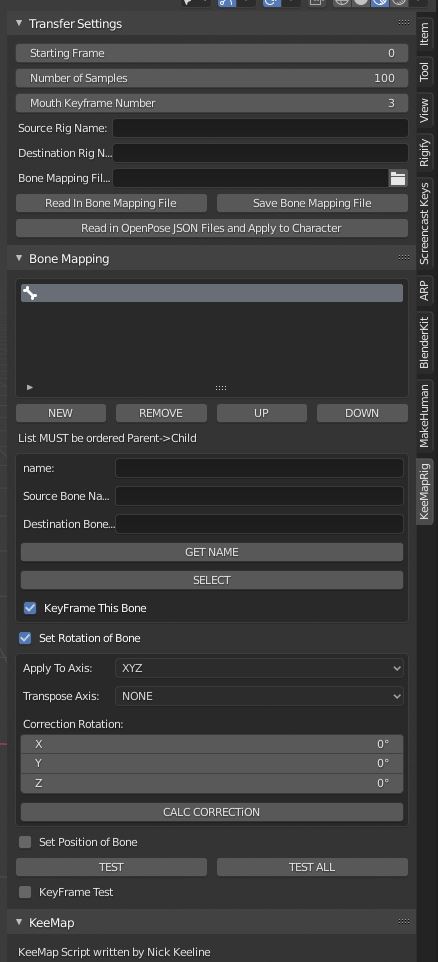 Transfer Settings
Starting Frame 0
Number of Samples 100
Mouth Keyframe Number 3
Source Rig Name:
Destination Rig N...
Bone Mapping Fil...
Read In Bone Mapping File Save Bone Mapping File
Read in OpenPose JSON Files and Apply to Character
Bone Mapping
NEW REMOVE UP DOWN
List MUST be ordered Parent->Child
name:
Source Bone Na...
Destination Bone...
GET NAME
SELECT
KeyFrame This Bone
Set Rotation of Bone
Apply To Axis: XYZ
Transpose Axis: NONE
Correction Rotation:
X 0°
Y 0°
Z 0°
CALC CORRECTiON
Set Position of Bone
TEST TEST ALL
KeyFrame Test
KeeMap
KeeMap Script written by Nick Keeline
Item
Tool
View
Rigify
Screencast Keys
ARP
BlenderKit
MakeHuman
KeeMapRig